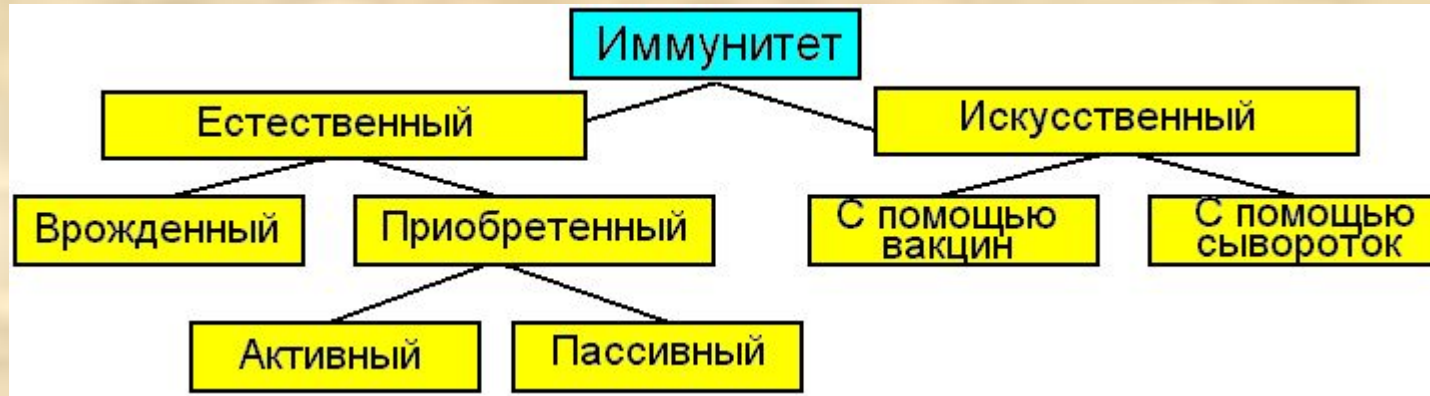 Иммунитет
Естественный
Искусственный
Врожденный
Приобретенный
С помощью
вакцин
С помощью
сывороток
Активный
Пассивный